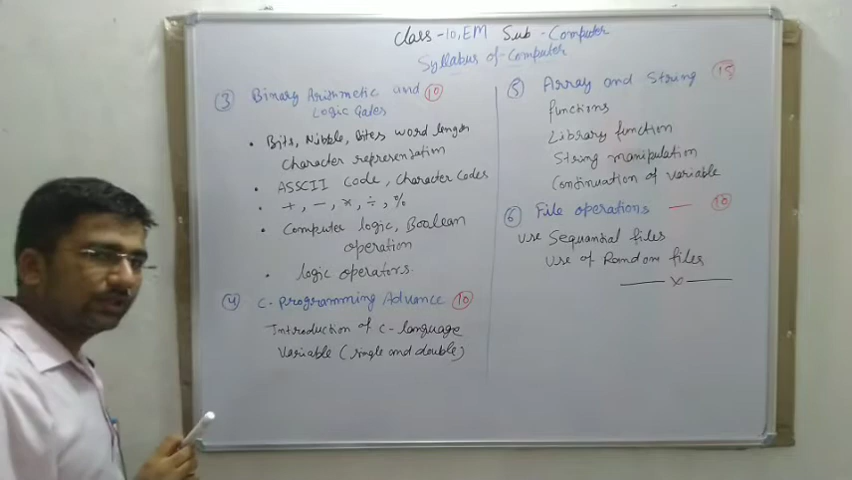 Class-10, EM Sub-Computer
Syllabus of-Computer
③ Binary Arithmetic and ⑩
Logic Gates
• Bits, Nibble, Bites word length
Character representation
• ASSCII Code, Character Codes
• +, -, ×, ÷, %
• Computer logic, Boolean
operation
• logic operators.
④ C-Programming Advance ⑩
Introduction of C-language
Variable (single and double)
⑤ Array and String ⑮
functions
Library function
String manipulation
Continuation of variable
⑥ File operations — ⑩
Use Sequantial files
Use of Random files
—— × ——